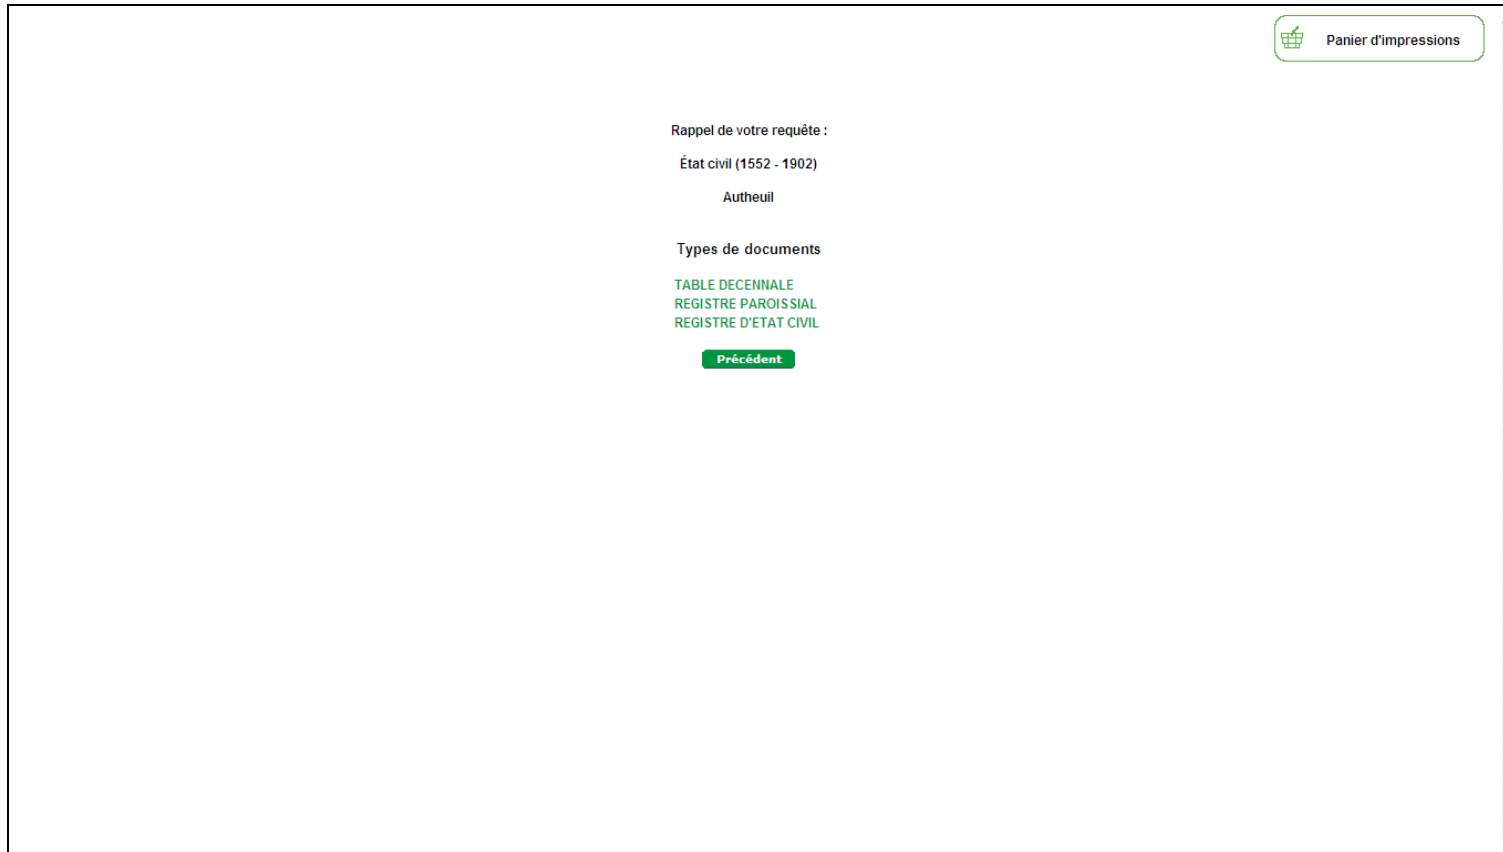 Panier d'impressions
Rappel de votre requête :
État civil (1552 - 1902)
Autheuil
Types de documents
TABLE DECENNALE
REGISTRE PAROISSIAL
REGISTRE D'ETAT CIVIL
Précédent